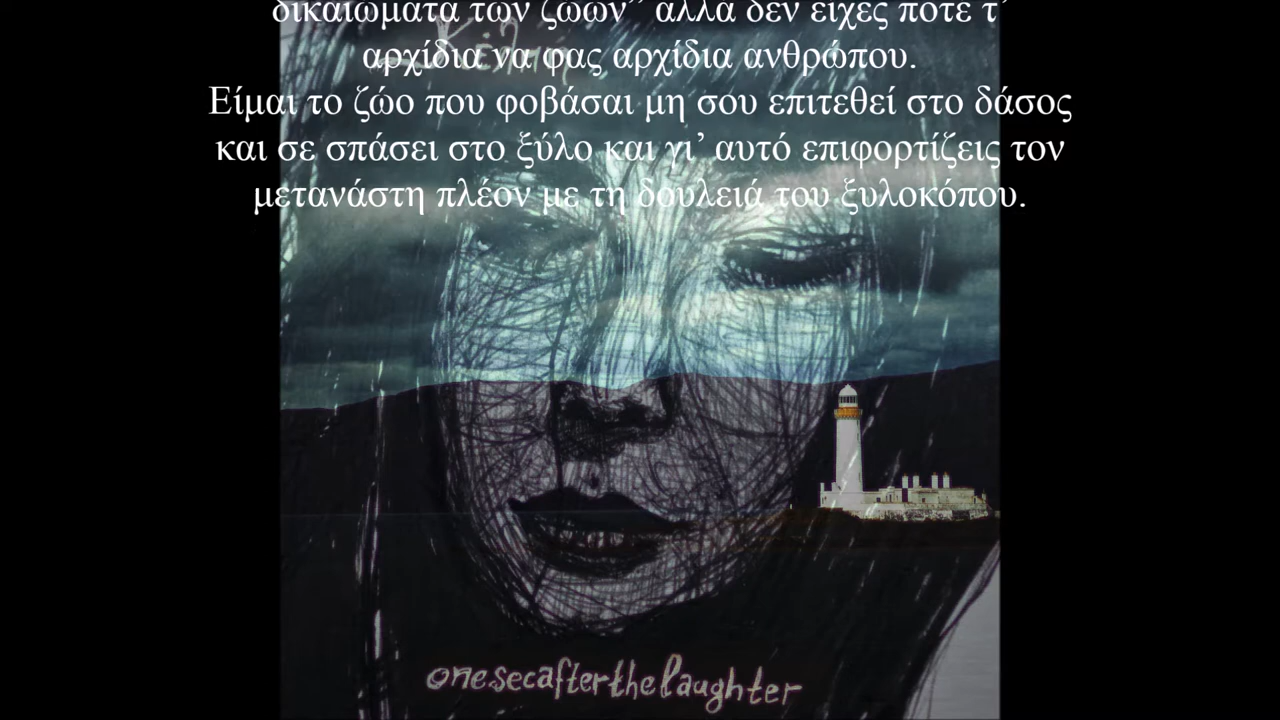 δικαιώματα των ζώων” αλλά δεν είχες ποτέ τ’
αρχίδια να φας αρχίδια ανθρώπου.
Είμαι το ζώο που φοβάσαι μη σου επιτεθεί στο δάσος
και σε σπάσει στο ξύλο και γι’ αυτό επιφορτίζεις τον
μετανάστη πλέον με τη δουλειά του ξυλοκόπου.
onesecafterthelaughter